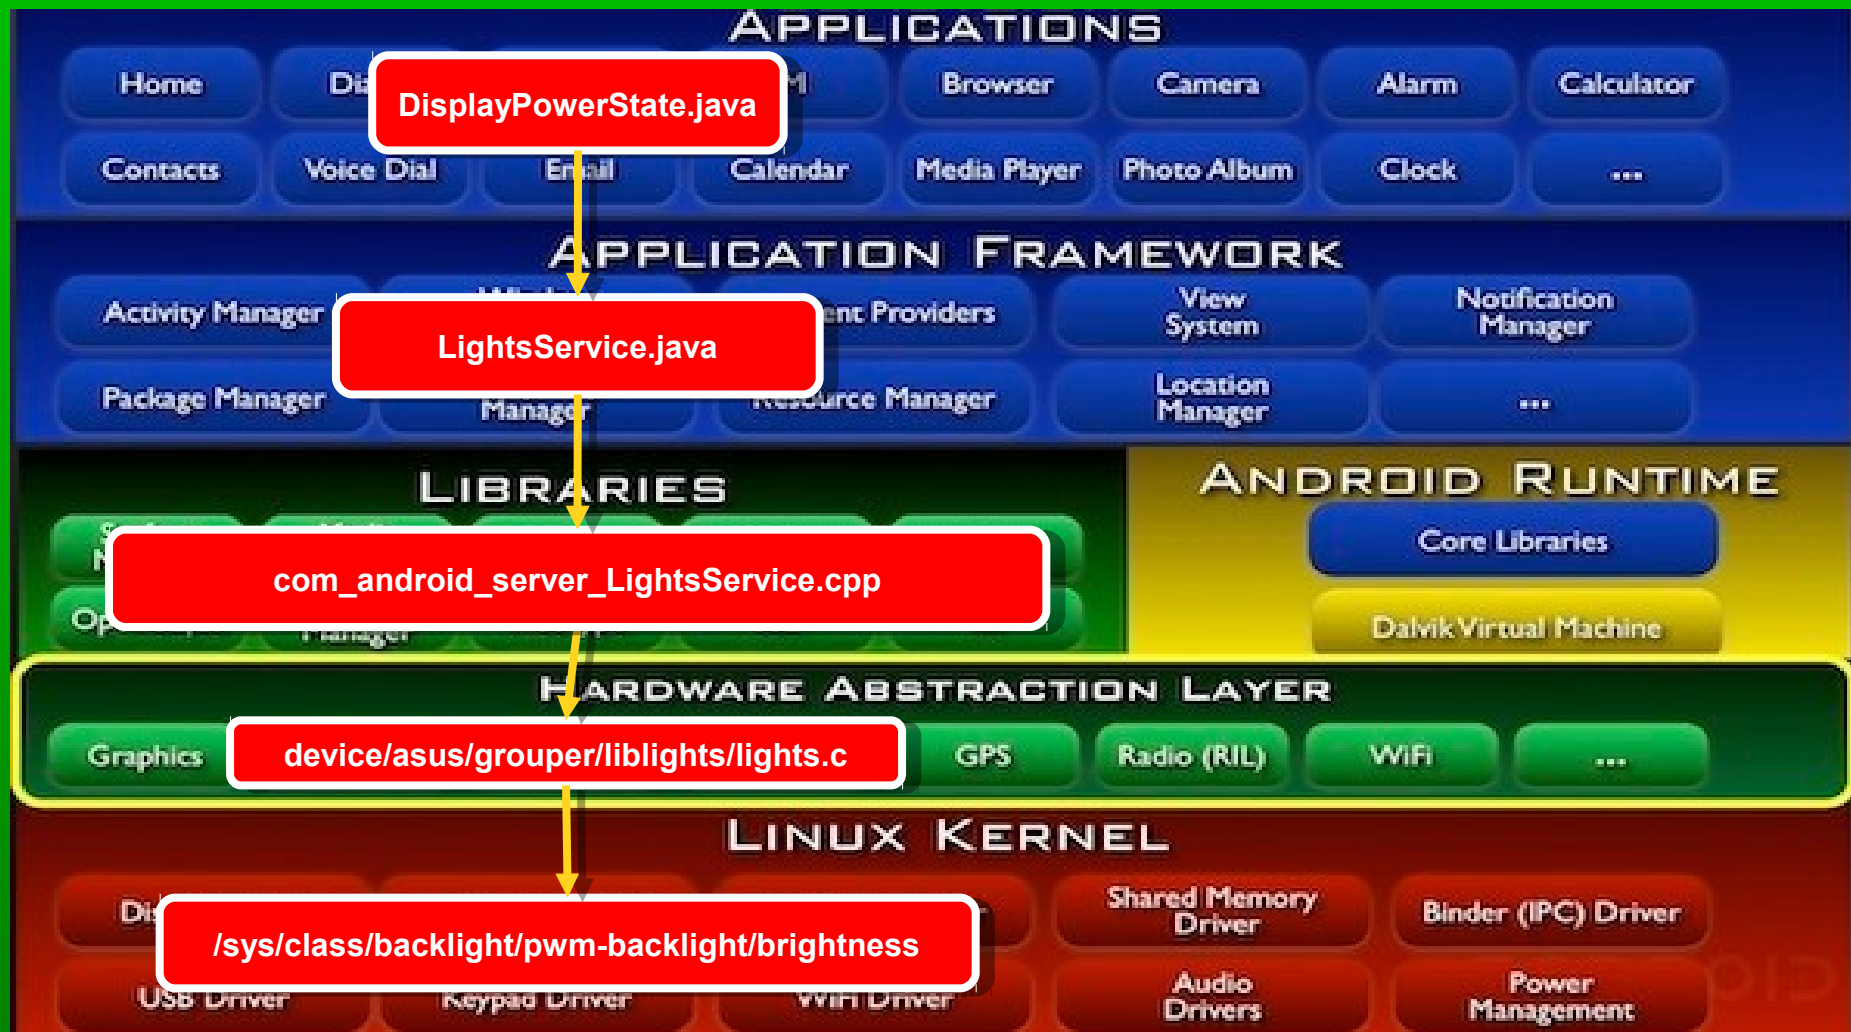 APPLICATIONS
Home
DisplayPowerState.java
Browser
Camera
Alarm
Calculator
Contacts
Voice Dial
Email
Calendar
Media Player
Photo Album
Clock
...
APPLICATION FRAMEWORK
Activity Manager
LightsService.java
Providers
View
System
Notification
Manager
Package Manager
Manager
Resource Manager
Location
Manager
...
LIBRARIES
ANDROID RUNTIME
com_android_server_LightsService.cpp
Core Libraries
Manager
Dalvik Virtual Machine
HARDWARE ABSTRACTION LAYER
Graphics
device/asus/grouper/liblights/lights.c
GPS
Radio (RIL)
WiFi
...
LINUX KERNEL
/sys/class/backlight/pwm-backlight/brightness
Shared Memory
Driver
Binder (IPC) Driver
USB Driver
Keypad Driver
WiFi Driver
Audio
Drivers
Power
Management